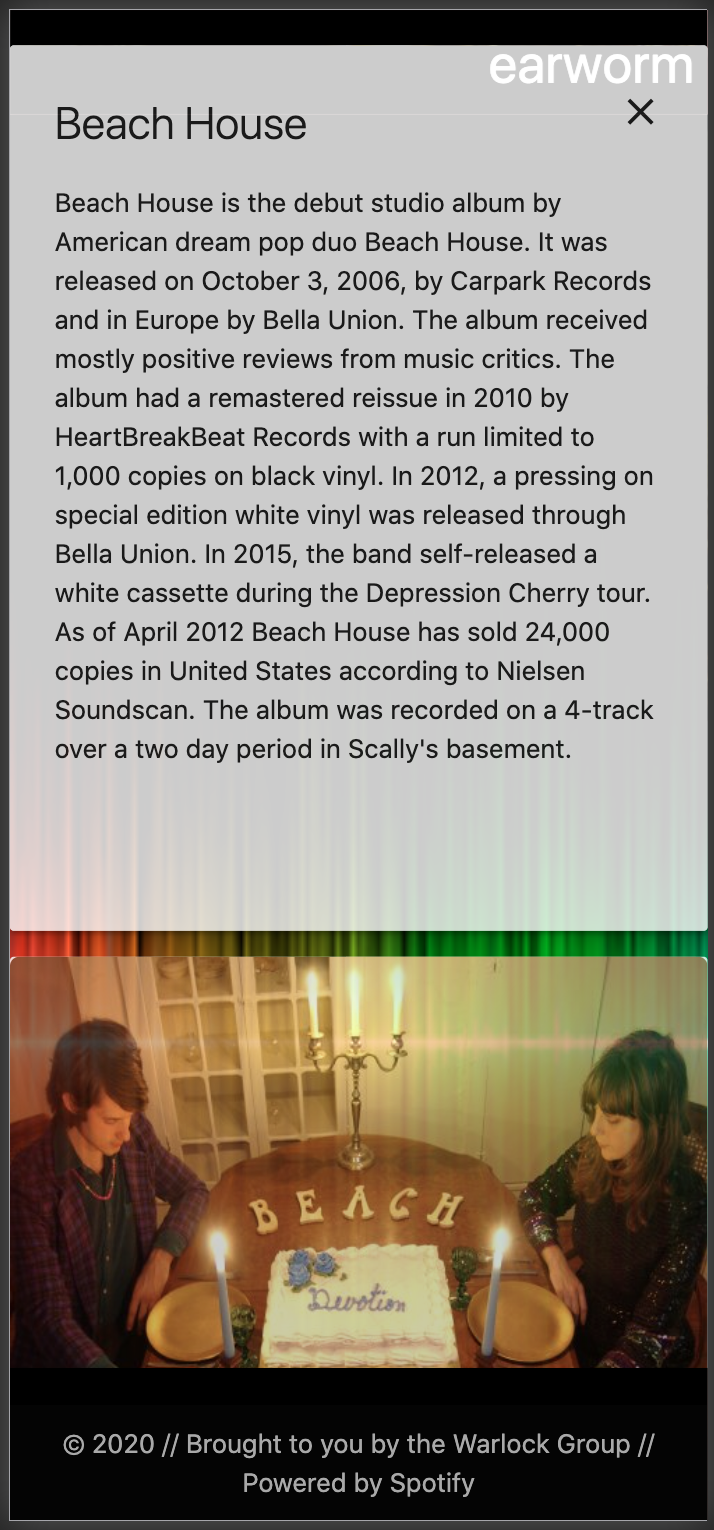 earworm
Beach House
Beach House is the debut studio album by
American dream pop duo Beach House. It was
released on October 3, 2006, by Carpark Records
and in Europe by Bella Union. The album received
mostly positive reviews from music critics. The
album had a remastered reissue in 2010 by
HeartBreakBeat Records with a run limited to
1,000 copies on black vinyl. In 2012, a pressing on
special edition white vinyl was released through
Bella Union. In 2015, the band self-released a
white cassette during the Depression Cherry tour.
As of April 2012 Beach House has sold 24,000
copies in United States according to Nielsen
Soundscan. The album was recorded on a 4-track
over a two day period in Scally's basement.
BEACH
Devotion
© 2020 // Brought to you by the Warlock Group //
Powered by Spotify